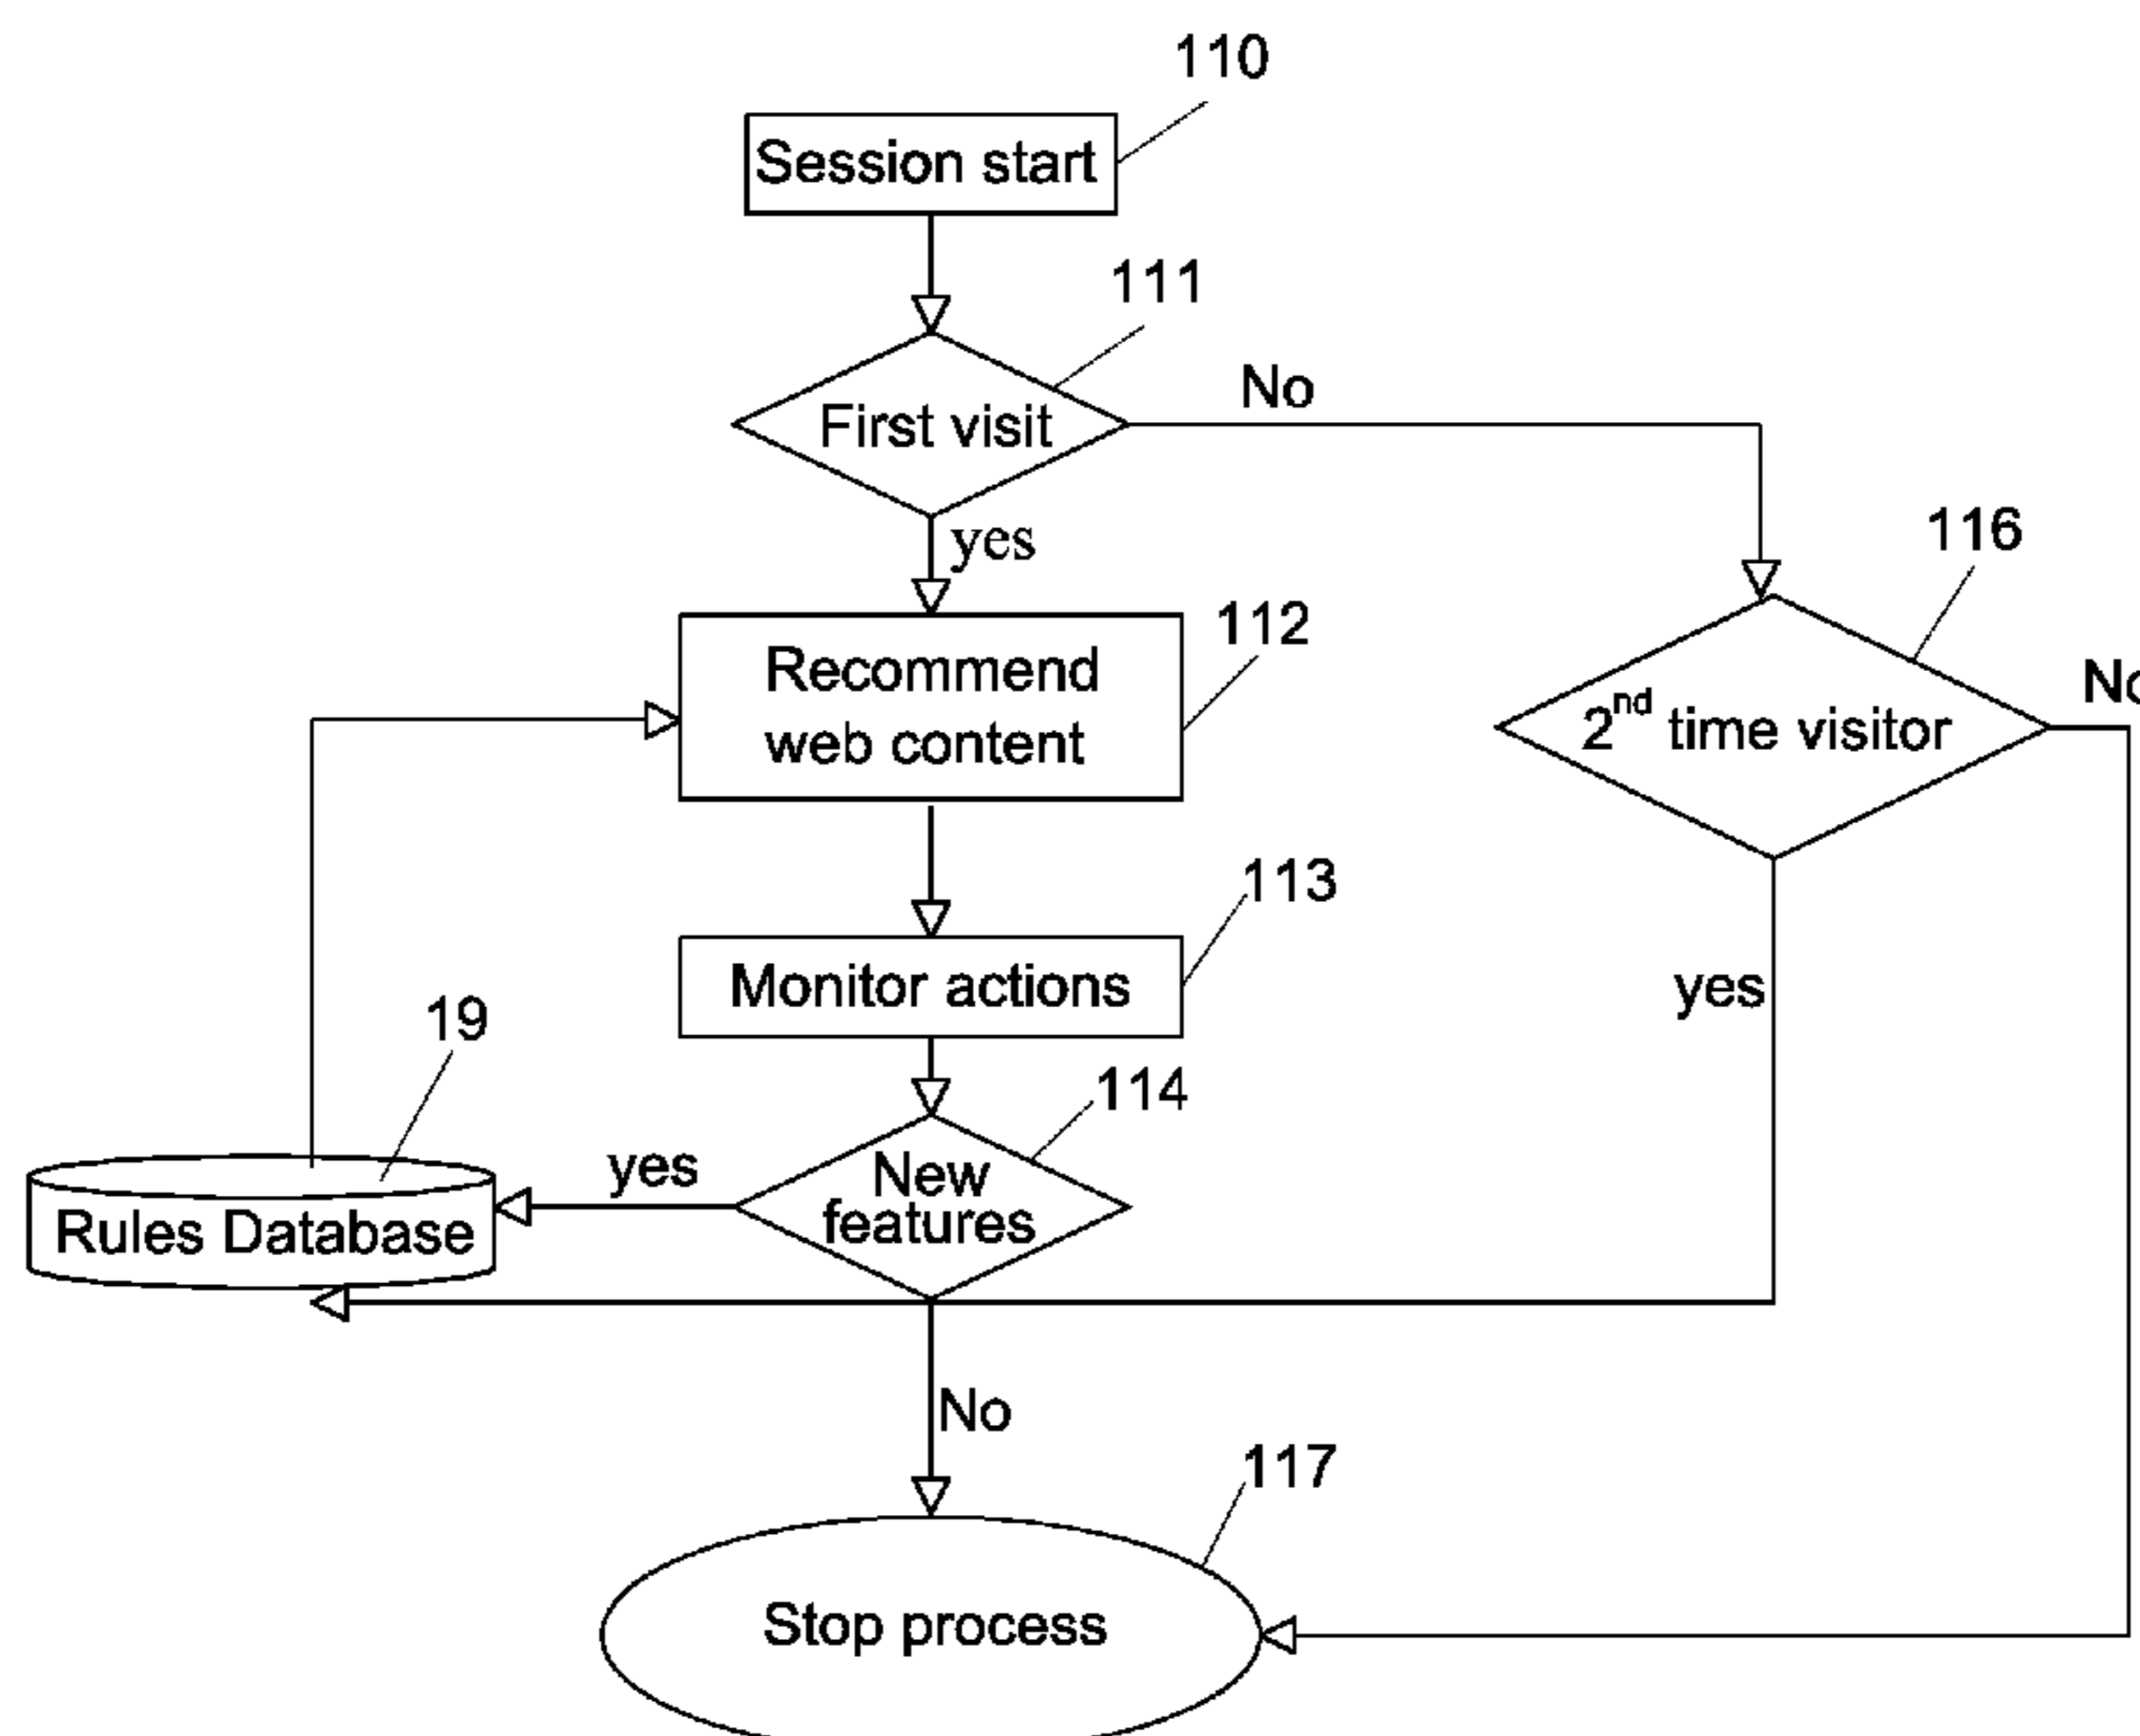 110
Session start
111
No
First visit
yes
116
112
Recommend
web content
No
2nd time visitor
113
Monitor actions
yes
19
114
yes
New
features
Rules Database
No
117
Stop process